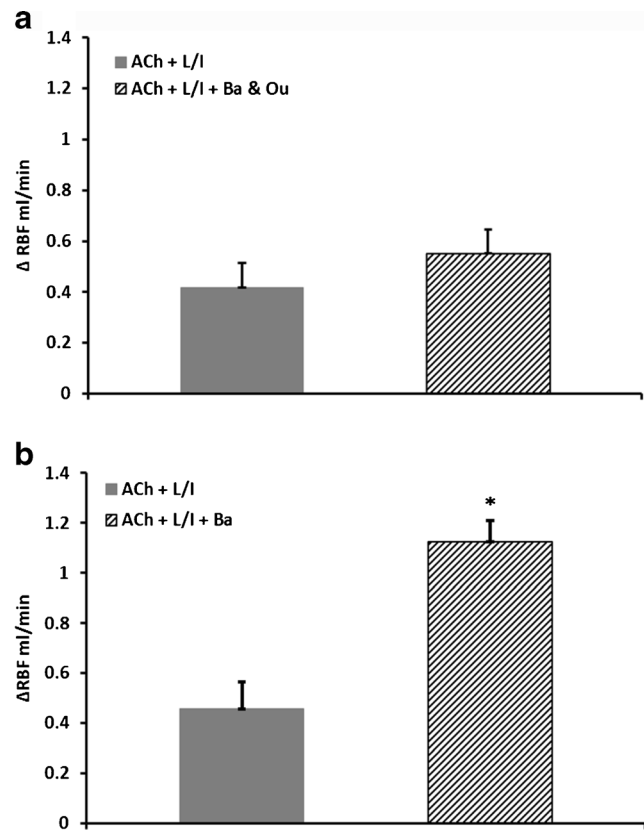 a
Δ RBF ml/min
1.4
1.2
1
0.8
0.6
0.4
0.2
0
ACh + L/I
ACh + L/I + Ba & Ou
b
ΔRBF ml/min
1.4
1.2
1
0.8
0.6
0.4
0.2
0
ACh + L/I
ACh + L/I + Ba
*